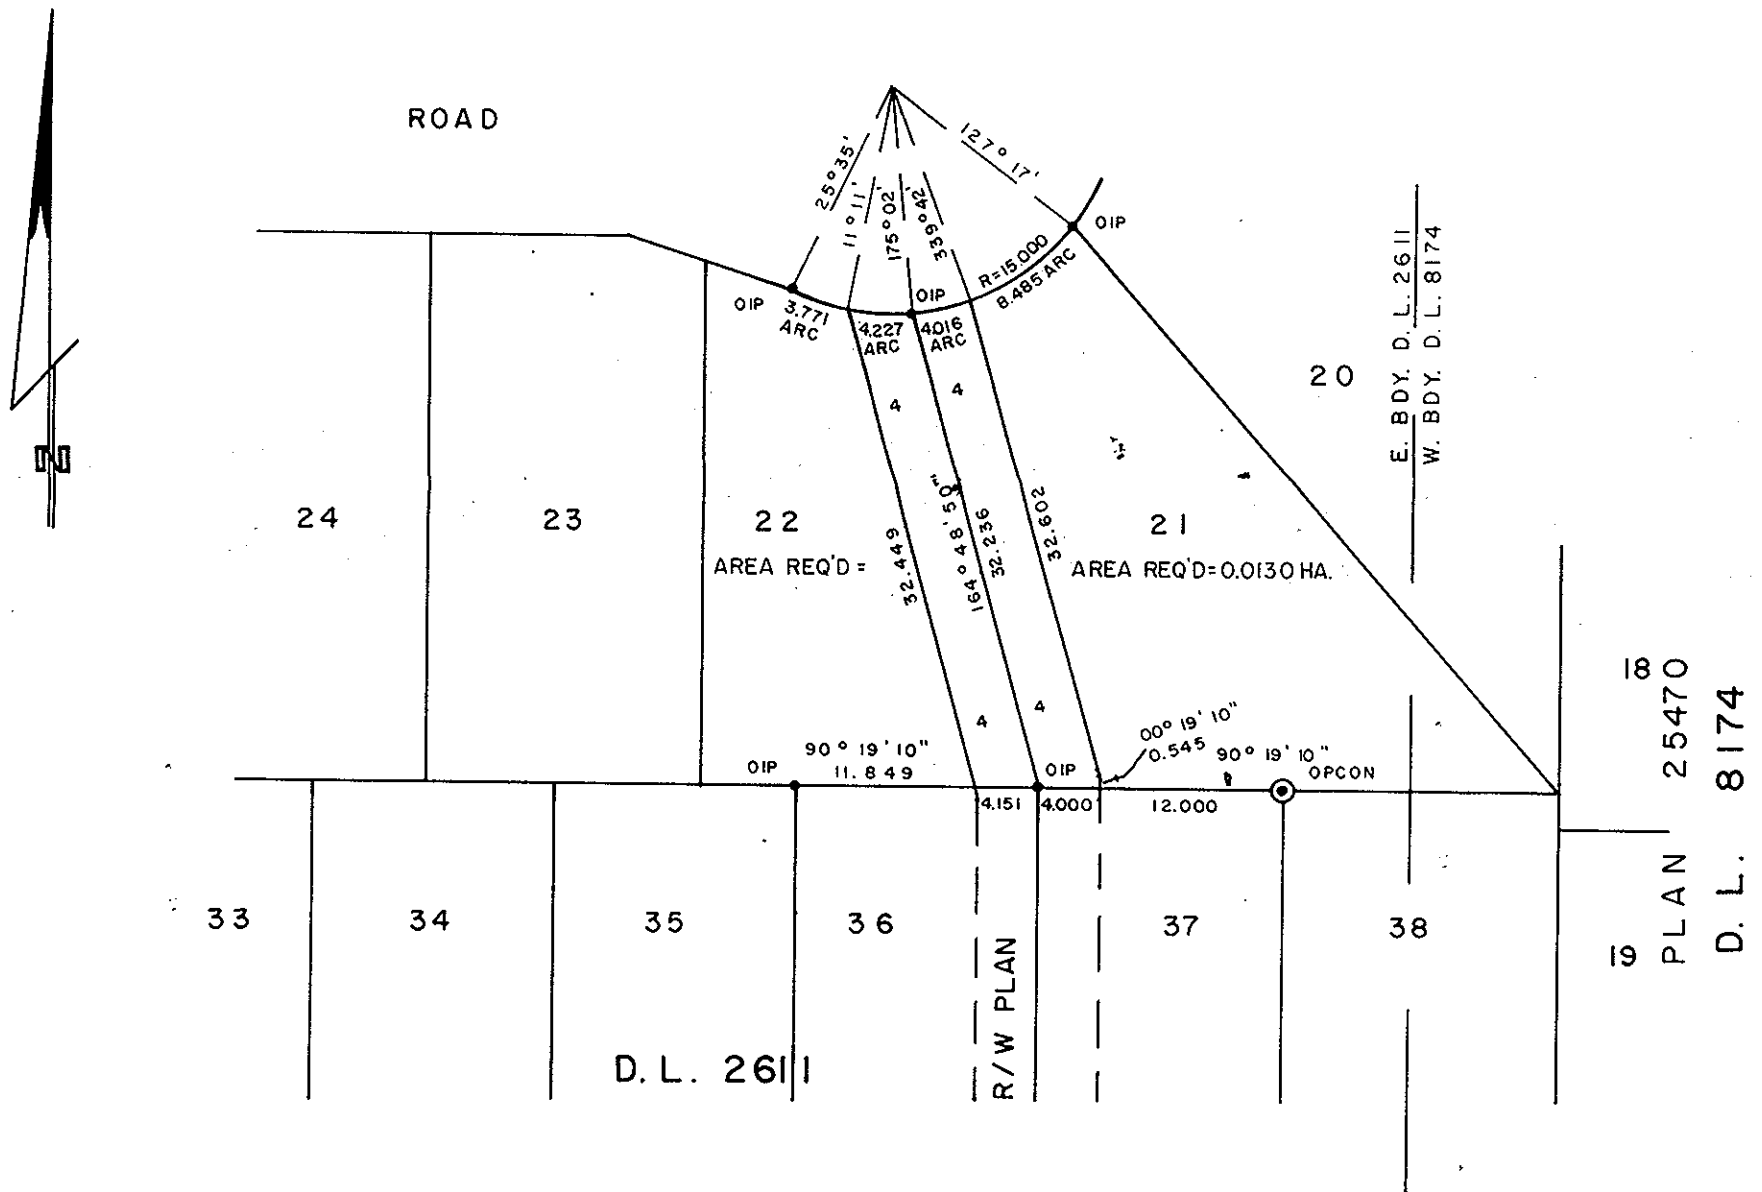 ROAD
127° 17'
25° 35'
11° 11'
175° 02'
339° 42'
OIP
R=15.000
8.485 ARC
OIP
OIP
3.771
ARC
4.227
ARC
4.016
ARC
E. BDY. D. L. 2611
W. BDY. D. L. 8174
20
4
4
24
23
22
AREA REQ'D =
32.449
164° 48' 50"
32.236
32.602
21
AREA REQ'D=0.0130 HA.
N
18
PLAN 25470
D. L. 8174
4
4
00° 19' 10"
0.545
90° 19' 10"
90° 19' 10"
11.849
OIP
OIP
OPCON
4.151
4.000
12.000
33
34
35
36
37
38
19
R/W PLAN
D. L. 2611